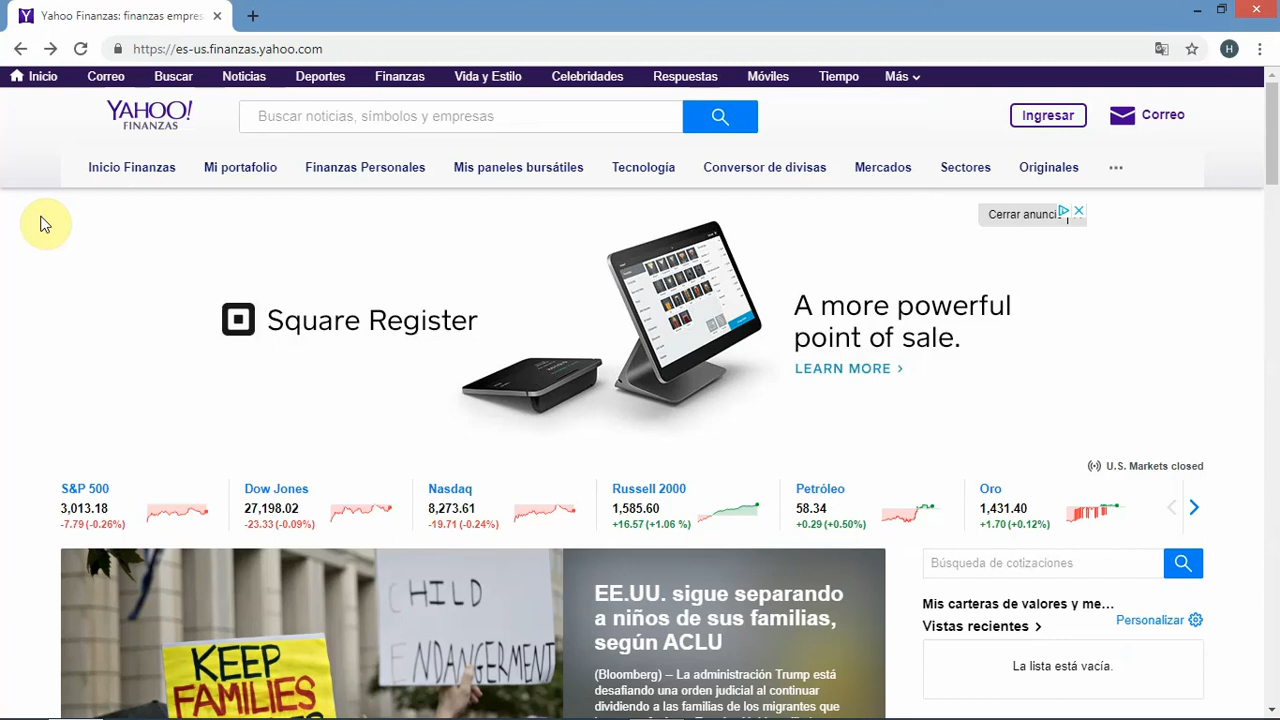 Yahoo Finanzas: finanzas empres
https://es-us.finanzas.yahoo.com
H
Inicio Correo Buscar Noticias Deportes Finanzas Vida y Estilo Celebridades Respuestas Móviles Tiempo Más
YAHOO!
FINANZAS
Buscar noticias, símbolos y empresas
Ingresar
Correo
Inicio Finanzas Mi portafolio Finanzas Personales Mis paneles bursátiles Tecnología Conversor de divisas Mercados Sectores Originales
Cerrar anunci
Square Register
A more powerful
point of sale.
LEARN MORE >
U.S. Markets closed
S&P 500
3,013.18
-7.79 (-0.26%)
Dow Jones
27,198.02
-23.33 (-0.09%)
Nasdaq
8,273.61
-19.71 (-0.24%)
Russell 2000
1,585.60
+16.57 (+1.06 %)
Petróleo
58.34
+0.29 (+0.50%)
Oro
1,431.40
+1.70 (+0.12%)
CHILD
ENDANGERMENT
KEEP
FAMILIES
EE.UU. sigue separando
a niños de sus familias,
según ACLU
(Bloomberg) – La administración Trump está
desafiando una orden judicial al continuar
dividiendo a las familias de los migrantes que
Búsqueda de cotizaciones
Mis carteras de valores y me...
Vistas recientes >
Personalizar
La lista está vacía.